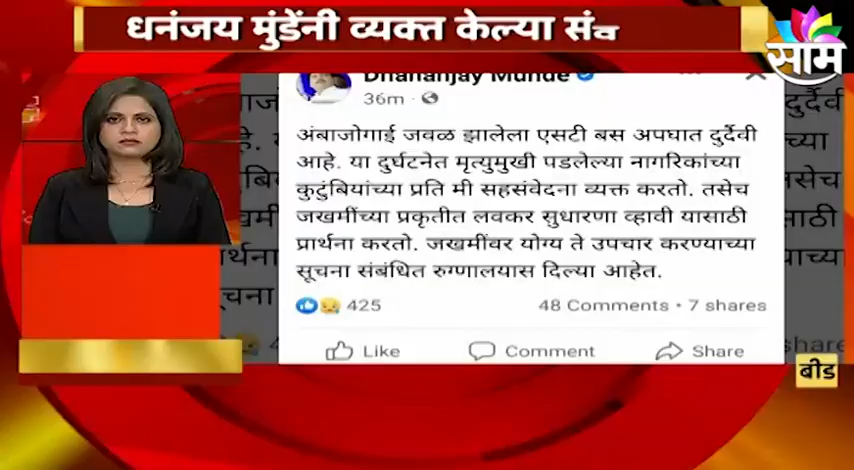 धनंजय मुंडेंनी व्यक्त केल्या संव
साम
Dhananjay Munde
36m
अंबाजोगाई जवळ झालेला एसटी बस अपघात दुर्दैवी
आहे. या दुर्घटनेत मृत्युमुखी पडलेल्या नागरिकांच्या
कुटुंबियांच्या प्रति मी सहसंवेदना व्यक्त करतो. तसेच
जखमींच्या प्रकृतीत लवकर सुधारणा व्हावी यासाठी
प्रार्थना करतो. जखमींवर योग्य ते उपचार करण्याच्या
सूचना संबंधित रुग्णालयास दिल्या आहेत.
425
48 Comments • 7 shares
Like Comment Share
बीड